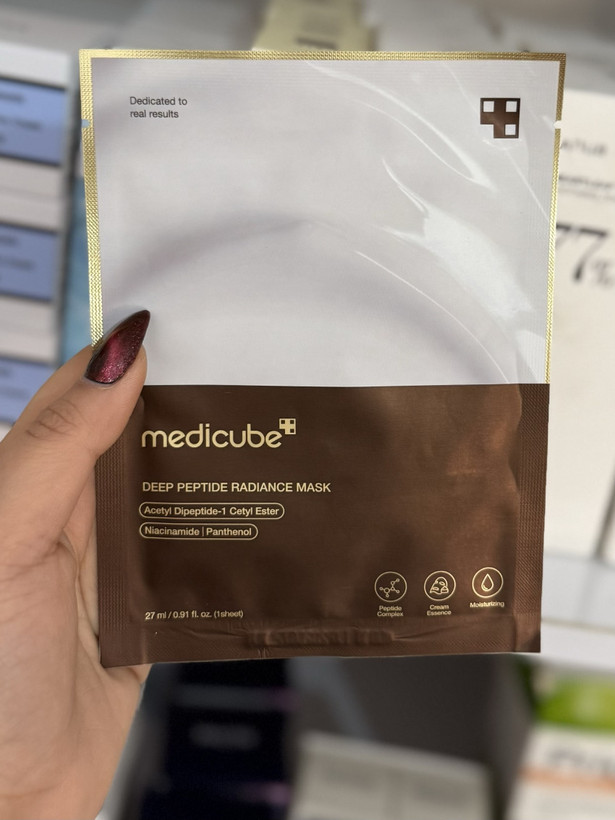 Dedicated to
real results
medicube
DEEP PEPTIDE RADIANCE MASK
Acetyl Dipeptide-1 Cetyl Ester
Niacinamide | Panthenol
27 ml / 0.91 fl. oz. (1sheet)
Peptide
Complex
Cream
Essence
Moisturizing
77%